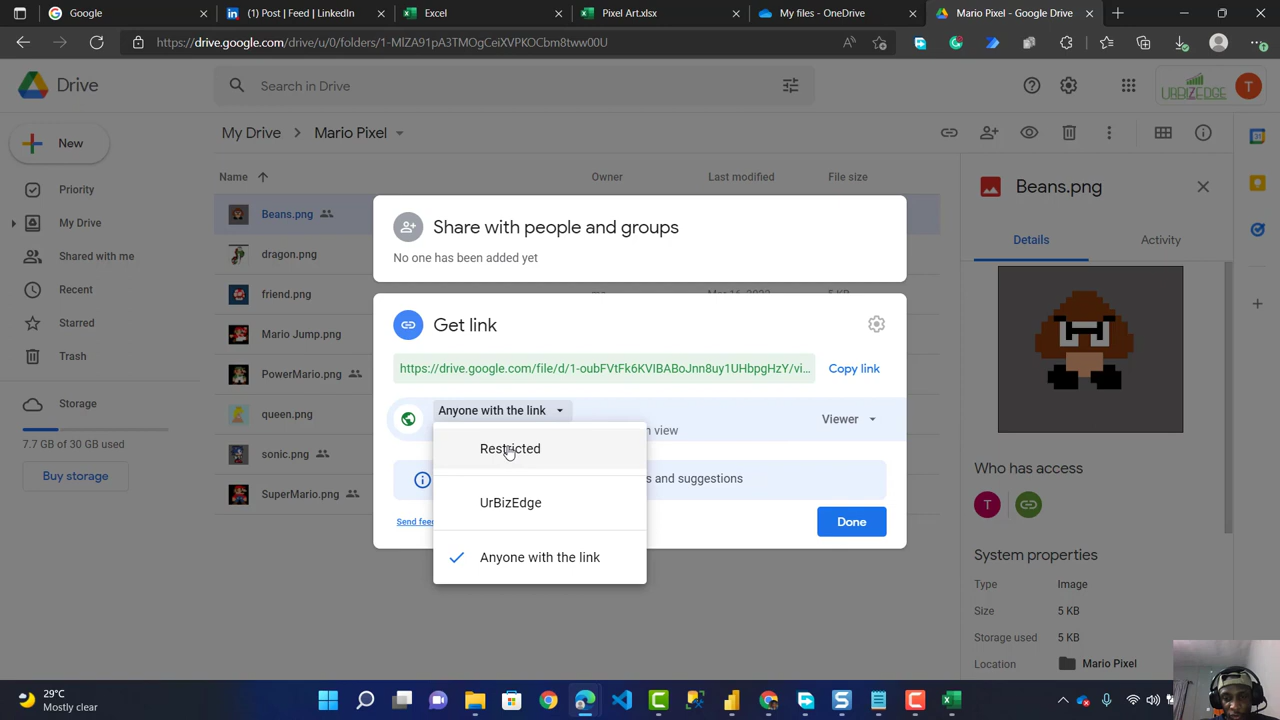 Google
(1) Post | Feed | LinkedIn
Excel
Pixel Art.xlsx
My files - OneDrive
Mario Pixel - Google Drive
https://drive.google.com/drive/u/0/folders/1-MlZA91pA3TMOgCeiXVPKOCbm8tww00U
Drive
Search in Drive
URBIZEDGE
T
New
My Drive
Mario Pixel
Priority
My Drive
Shared with me
Recent
Starred
Trash
Storage
7.7 GB of 30 GB used
Buy storage
Name
Owner
Last modified
File size
Beans.png
dragon.png
friend.png
Mario Jump.png
PowerMario.png
queen.png
sonic.png
SuperMario.png
Share with people and groups
No one has been added yet
Get link
https://drive.google.com/file/d/1-oubFVtFk6KVIBABoJnn8uy1UHbpgHzY/vi...
Copy link
Anyone with the link
n view
Viewer
Restricted
s and suggestions
UrBizEdge
Send fee
Done
Anyone with the link
Beans.png
Details
Activity
Who has access
T
System properties
Type
Image
Size
5 KB
Storage used
5 KB
Location
Mario Pixel
29°C
Mostly clear